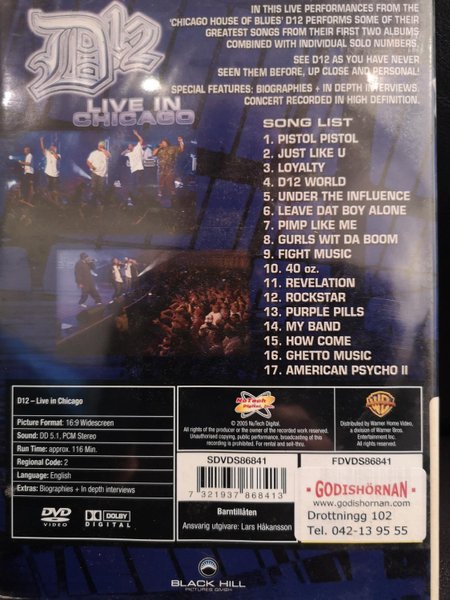 IN THIS LIVE PERFORMANCES FROM THE
'CHICAGO HOUSE OF BLUES' D12 PERFORMS SOME OF THEIR
GREATEST SONGS FROM THEIR FIRST TWO ALBUMS
COMBINED WITH INDIVIDUAL SOLO NUMBERS.
SEE D12 AS YOU HAVE NEVER
SEEN THEM BEFORE, UP CLOSE AND PERSONAL!
SPECIAL FEATURES: BIOGRAPHIES + IN DEPTH INTERVIEWS.
CONCERT RECORDED IN HIGH DEFINITION.
D12
LIVE IN
CHICAGO
SONG LIST
1. PISTOL PISTOL
2. JUST LIKE U
3. LOYALTY
4. D12 WORLD
5. UNDER THE INFLUENCE
6. LEAVE DAT BOY ALONE
7. PIMP LIKE ME
8. GURLS WIT DA BOOM
9. FIGHT MUSIC
10. 40 oz.
11. REVELATION
12. ROCKSTAR
13. PURPLE PILLS
14. MY BAND
15. HOW COME
16. GHETTO MUSIC
17. AMERICAN PSYCHO II
D12 – Live in Chicago
Picture Format: 16:9 Widescreen
Sound: DD 5.1, PCM Stereo
Run Time: approx. 116 Min.
Regional Code: 2
Language: English
Extras: Biographies + In depth interviews
DVD
VIDEO
DOLBY
DIGITAL
NuTech
Digital
© 2005 NuTech Digital.
All rights of the producer or the owner of the recorded work reserved.
Unauthorised copying, public performance, broadcasting of this
recording is prohibited. For rental and selling.
Distributed by Warner Home Video,
a division of Warner Bros.
Entertainment Inc.
All Rights Reserved.
SDVDS86841
FDVDS86841
7 321937 868413
Barntillåten
Ansvarig utgivare: Lars Håkansson
· GODISHÖRNAN ·
www.godishornan.com
Drottningg 102
Tel. 042-13 95 55
BLACK HILL
PICTURES GMBH